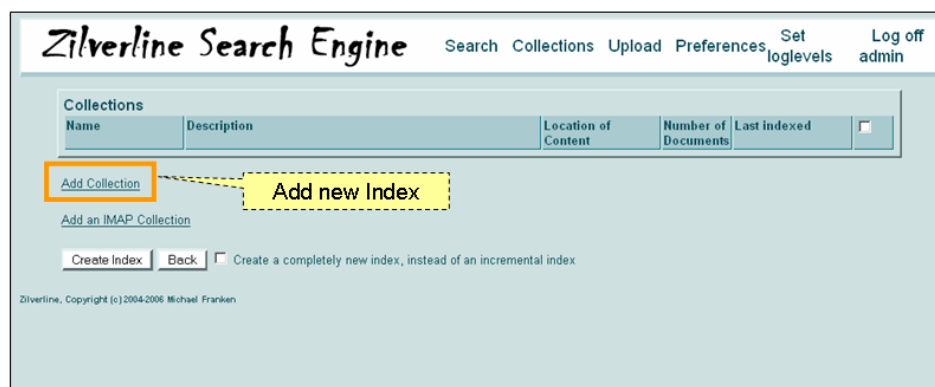 Zilverline Search Engine
Search Collections Upload Preferences Set loglevels Log off admin
Collections
Name Description Location of Content Number of Documents Last indexed
Add Collection
Add new Index
Add an IMAP Collection
Create Index Back Create a completely new index, instead of an incremental index
Zilverline, Copyright (c) 2004-2006 Michael Franken